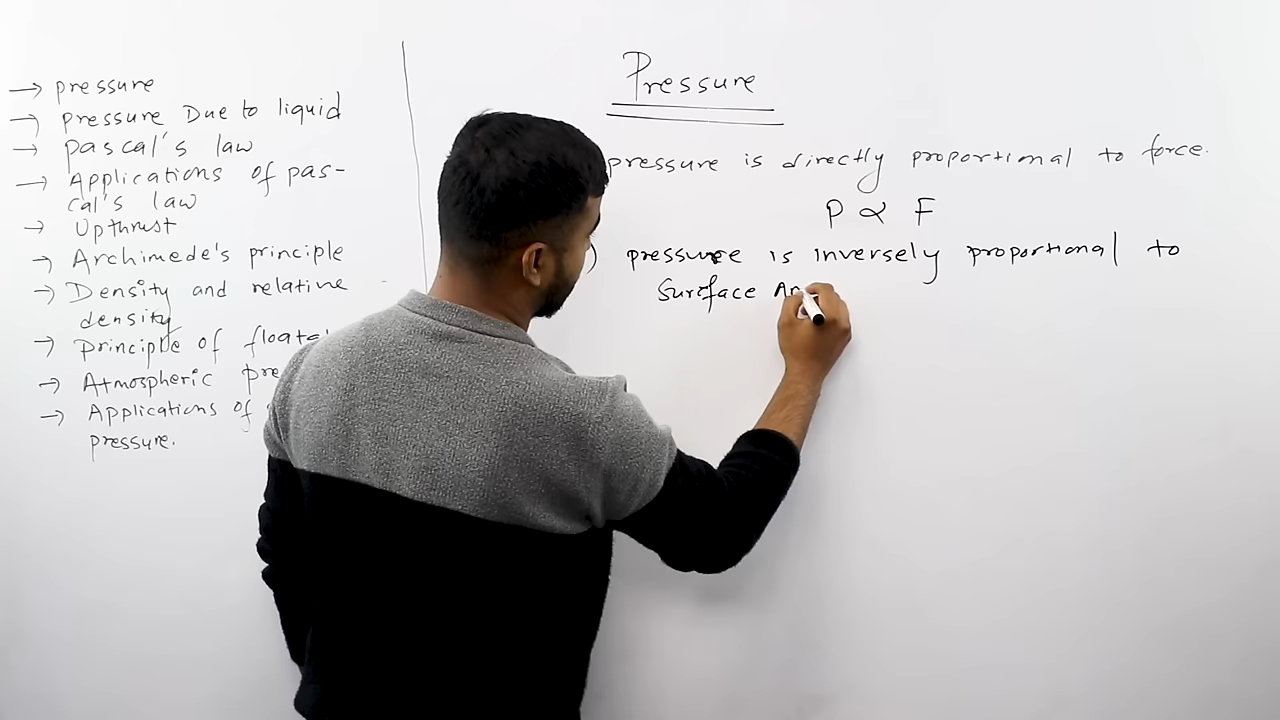 → pressure
→ pressure Due to liquid
→ pascal's law
→ Applications of pas-
cal's law
→ Upthrust
→ Archimede's principle
→ Density and relative
density
→ principle of
→ Atmospheric
→ Applications of
pressure.
Pressure
pressure is directly proportional to force.
P ∝ F
) pressure is inversely proportional to
Surface